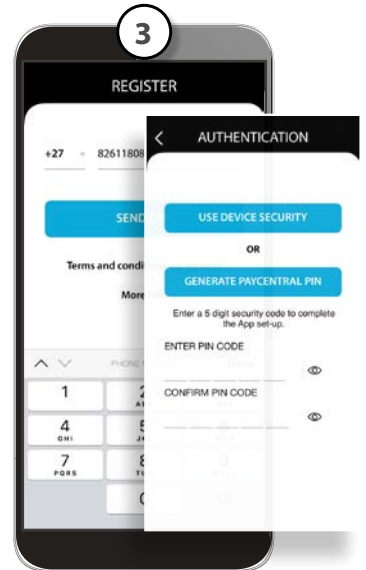 3
REGISTER
+27
82611808
SEND
Terms and condi
More
1
4
GHI
7
PQRS
AUTHENTICATION
USE DEVICE SECURITY
OR
GENERATE PAYCENTRAL PIN
Enter a 5 digit security code to complete
the App set-up.
ENTER PIN CODE
CONFIRM PIN CODE